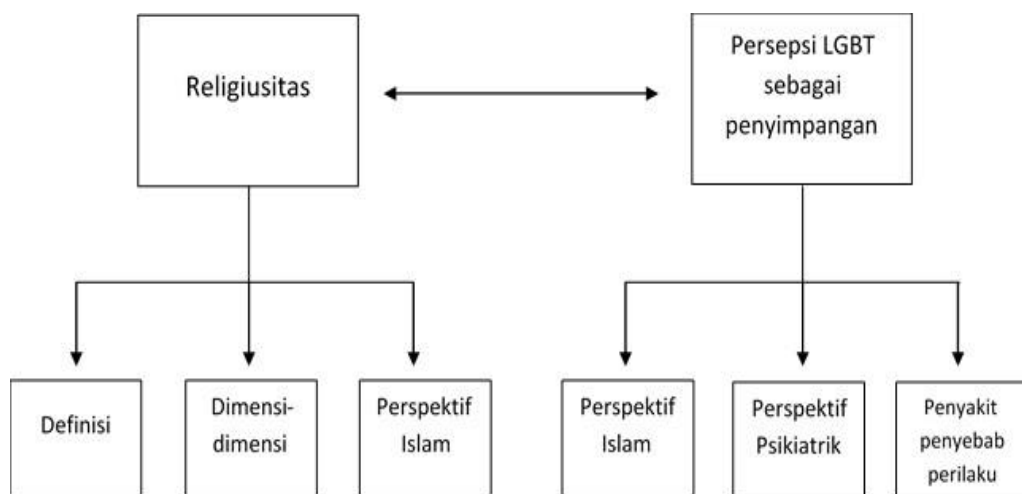 Religiusitas
Persepsi LGBT
sebagai
penyimpangan
Definisi
Dimensi-
dimensi
Perspektif
Islam
Perspektif
Islam
Perspektif
Psikiatrik
Penyakit
penyebab
perilaku